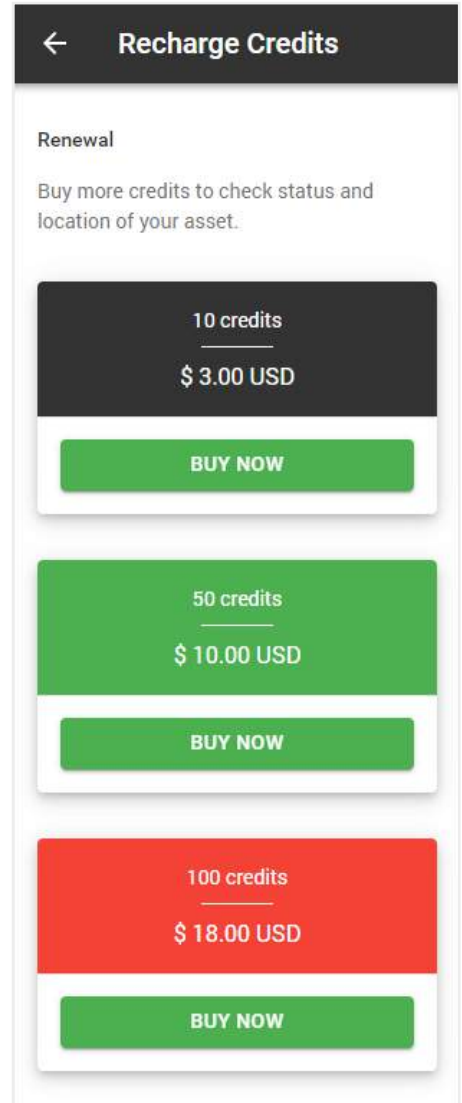 Recharge Credits
Renewal
Buy more credits to check status and
location of your asset.
10 credits
$ 3.00 USD
BUY NOW
50 credits
$ 10.00 USD
BUY NOW
100 credits
$ 18.00 USD
BUY NOW